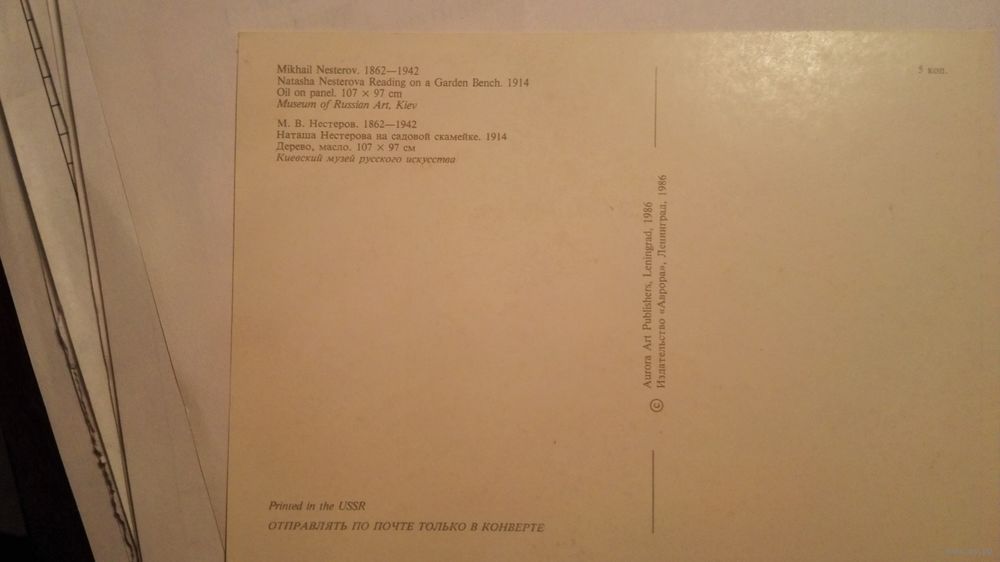 Mikhail Nesterov. 1862—1942
Natasha Nesterova Reading on a Garden Bench. 1914
Oil on panel. 107 × 97 cm
Museum of Russian Art, Kiev
М. В. Нестеров. 1862—1942
Наташа Нестерова на садовой скамейке. 1914
Дерево, масло. 107 × 97 см
Киевский музей русского искусства
Printed in the USSR
ОТПРАВЛЯТЬ ПО ПОЧТЕ ТОЛЬКО В КОНВЕРТЕ
© Aurora Art Publishers, Leningrad, 1986
Издательство «Аврора», Ленинград, 1986
5 коп.